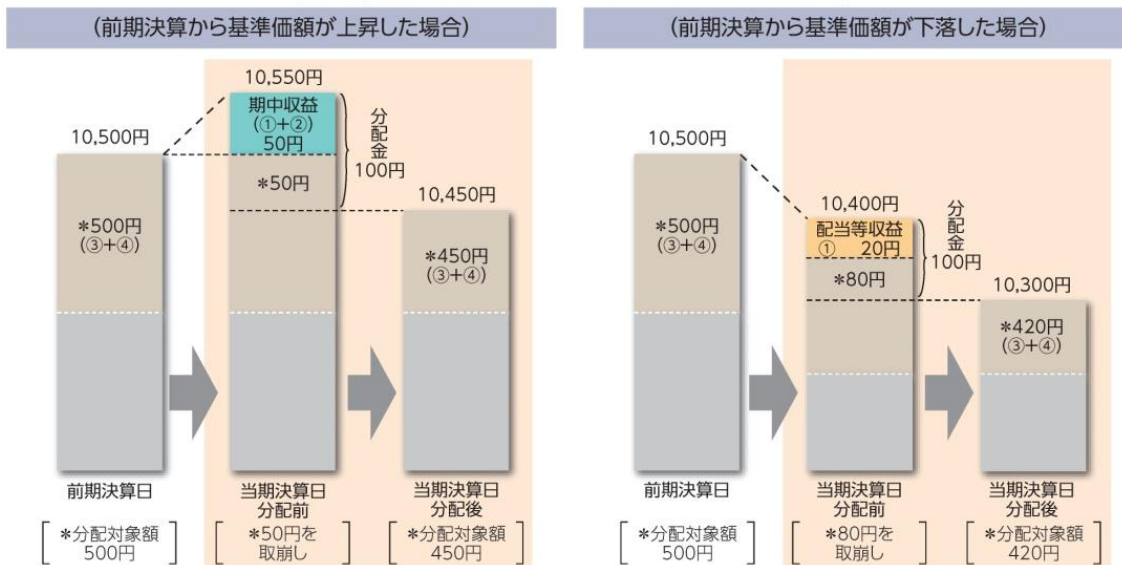 (前期決算から基準価額が上昇した場合)
10,550円
期中収益
(①+②)
50円
分配金
100円
10,500円
*50円
10,450円
*500円
(③+④)
*450円
(③+④)
前期決算日
当期決算日
分配前
当期決算日
分配後
*分配対象額
500円
*50円を
取崩し
*分配対象額
450円
(前期決算から基準価額が下落した場合)
10,500円
10,400円
配当等収益
① 20円
分配金
100円
*500円
(③+④)
*80円
10,300円
*420円
(③+④)
前期決算日
当期決算日
分配前
当期決算日
分配後
*分配対象額
500円
*80円を
取崩し
*分配対象額
420円